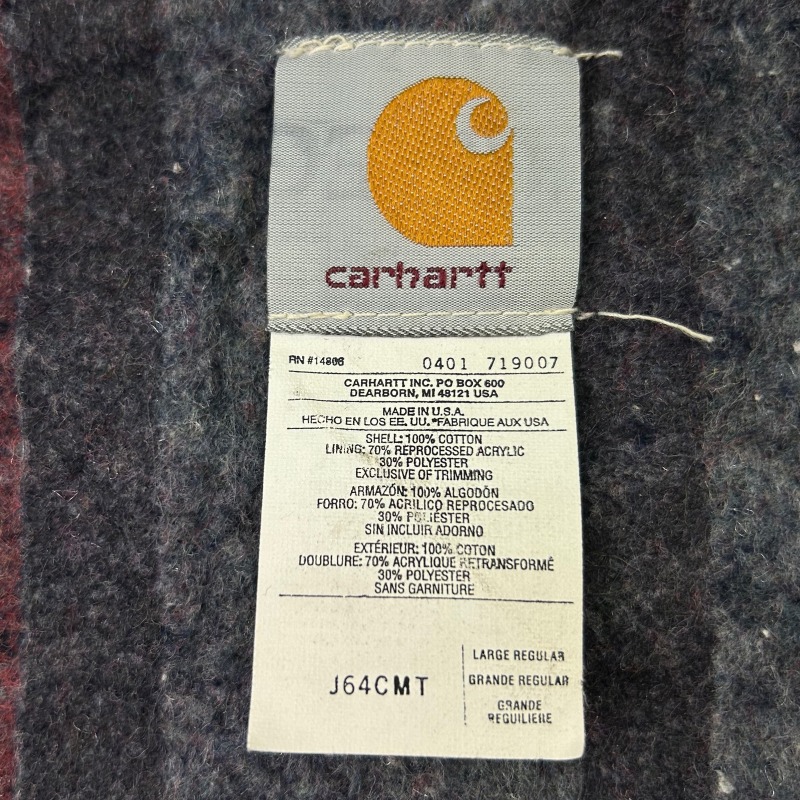 carhartt
RN #14806
0401 719007
CARHARTT INC. PO BOX 600
DEARBORN, MI 48121 USA
MADE IN U.S.A.
HECHO EN LOS EE. UU. *FABRIQUE AUX USA
SHELL: 100% COTTON
LINING: 70% REPROCESSED ACRYLIC
30% POLYESTER
EXCLUSIVE OF TRIMMING
ARMAZÓN: 100% ALGODÓN
FORRO: 70% ACRILICO REPROCESADO
30% POLIÉSTER
SIN INCLUIR ADORNO
EXTÉRIEUR: 100% COTON
DOUBLURE: 70% ACRYLIQUE RETRANSFORMÉ
30% POLYESTER
SANS GARNITURE
J64CMT
LARGE REGULAR
GRANDE REGULAR
GRANDE
REGUILIERE